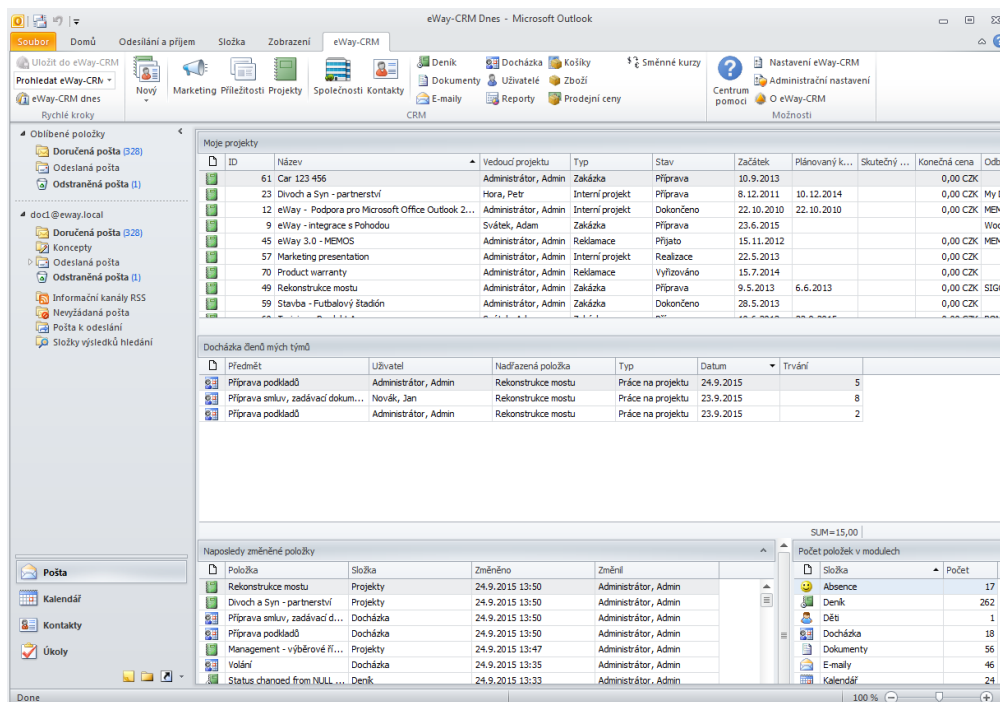 eWay-CRM Dnes - Microsoft Outlook
Soubor Domů Odesílání a příjem Složka Zobrazení eWay-CRM
Uložit do eWay-CRM
Prohledat eWay-CRM
eWay-CRM dnes
Rychlé kroky
Nový
Marketing Příležitosti Projekty Společnosti Kontakty
Deník Docházka Košíky Směnné kurzy
Dokumenty Uživatelé Zboží
E-maily Reporty Prodejní ceny
CRM
Centrum pomoci
Nastavení eWay-CRM
Administrační nastavení
O eWay-CRM
Možnosti
Oblíbené položky
Doručená pošta (328)
Odeslaná pošta
Odstraněná pošta (1)
doc1@eway.local
Doručená pošta (328)
Koncepty
Odeslaná pošta
Odstraněná pošta (1)
Informační kanály RSS
Nevyžádaná pošta
Pošta k odeslání
Složky výsledků hledání
Pošta
Kalendář
Kontakty
Úkoly
Moje projekty
ID Název Vedoucí projektu Typ Stav Začátek Plánovaný k... Skutečný ... Konečná cena Odb
61 Car 123 456 Administrátor, Admin Zakázka Příprava 10.9.2013 0,00 CZK
23 Divoch a Syn - partnerství Hora, Petr Interní projekt Příprava 8.12.2011 10.12.2014 0,00 CZK My
12 eWay - Podpora pro Microsoft Office Outlook 2... Administrátor, Admin Interní projekt Dokončeno 22.10.2010 22.10.2010 0,00 CZK MEM
9 eWay - integrace s Pohodou Svátek, Adam Zakázka Příprava 23.6.2015 Woo
45 eWay 3.0 - MEMOS Administrátor, Admin Reklamace Přijato 15.11.2012 0,00 CZK MEM
57 Marketing presentation Administrátor, Admin Interní projekt Realizace 22.5.2013 0,00 CZK
70 Product warranty Administrátor, Admin Reklamace Vyřizováno 15.7.2014 0,00 CZK
49 Rekonstrukce mostu Administrátor, Admin Zakázka Příprava 9.5.2013 6.6.2013 0,00 CZK SIG
59 Stavba - Futbalový štadión Administrátor, Admin Zakázka Dokončeno 28.5.2013 0,00 CZK
Docházka členů mých týmů
Předmět Uživatel Nadřazená položka Typ Datum Trvání
Příprava podkladů Administrátor, Admin Rekonstrukce mostu Práce na projektu 24.9.2015 5
Příprava smluv, zadávací dokum... Novák, Jan Rekonstrukce mostu Práce na projektu 23.9.2015 8
Příprava podkladů Administrátor, Admin Rekonstrukce mostu Práce na projektu 23.9.2015 2
SUM=15,00
Naposledy změněné položky
Položka Složka Změněno Změnil
Rekonstrukce mostu Projekty 24.9.2015 13:50 Administrátor, Admin
Divoch a Syn - partnerství Projekty 24.9.2015 13:50 Administrátor, Admin
Příprava smluv, zadávací d... Docházka 24.9.2015 13:50 Administrátor, Admin
Příprava podkladů Docházka 24.9.2015 13:50 Administrátor, Admin
Management - výběrové ří... Projekty 24.9.2015 13:47 Administrátor, Admin
Volání Docházka 24.9.2015 13:35 Administrátor, Admin
Status changed from NULL ... Deník 24.9.2015 13:33 Administrátor, Admin
Počet položek v modulech
Složka Počet
Absence 17
Deník 262
Děti 1
Docházka 18
Dokumenty 56
E-maily 46
Kalendář 24
Done 100 %